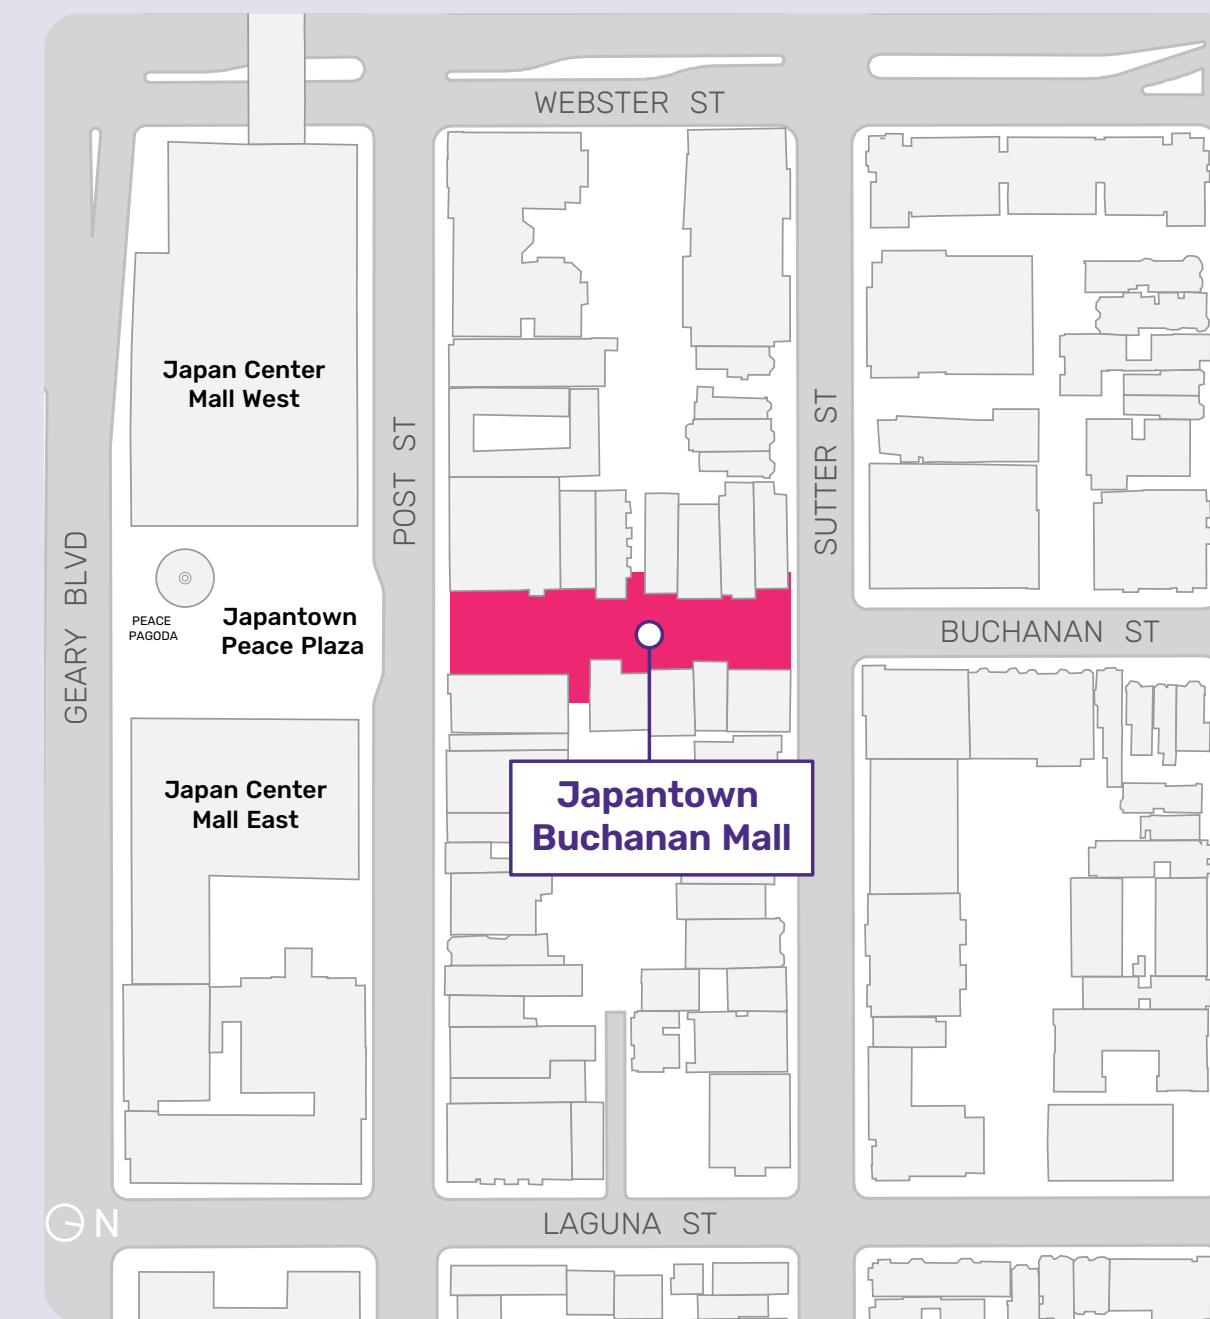 WEBSTER ST
Japan Center
Mall West
POST ST
SUTTER ST
GEARY BLVD
PEACE
PAGODA
Japantown
Peace Plaza
BUCHANAN ST
Japan Center
Mall East
Japantown
Buchanan Mall
LAGUNA ST
N